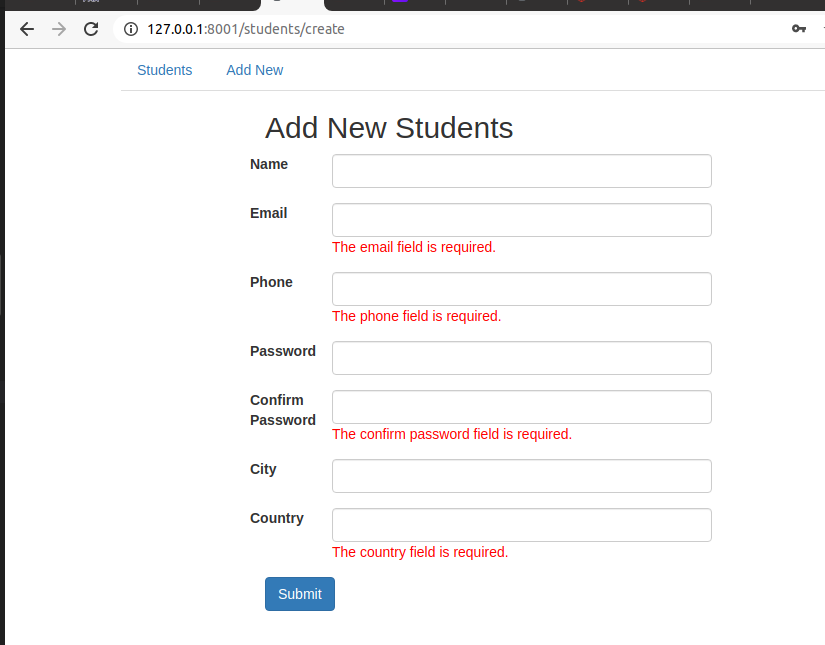 127.0.0.1:8001/students/create
Students Add New
Add New Students
Name
Email
The email field is required.
Phone
The phone field is required.
Password
Confirm
Password
The confirm password field is required.
City
Country
The country field is required.
Submit